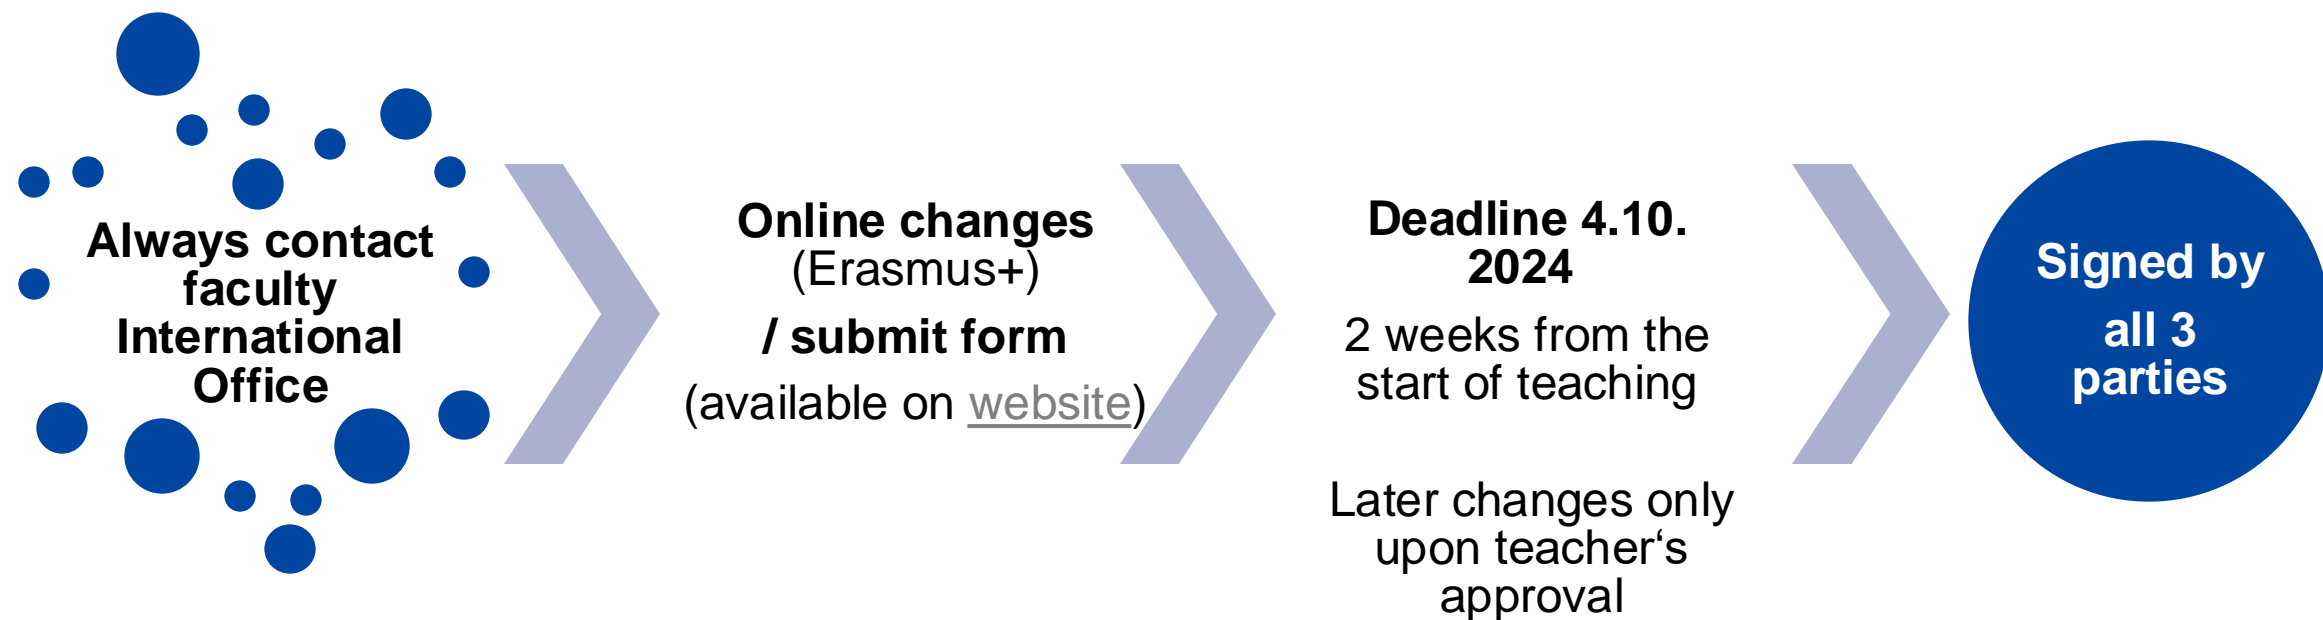 Always contact
faculty
International
Office
Online changes
(Erasmus+)
/ submit form
(available on website)
Deadline 4.10.
2024
2 weeks from the
start of teaching
Later changes only
upon teacher‘s
approval
Signed by
all 3
parties